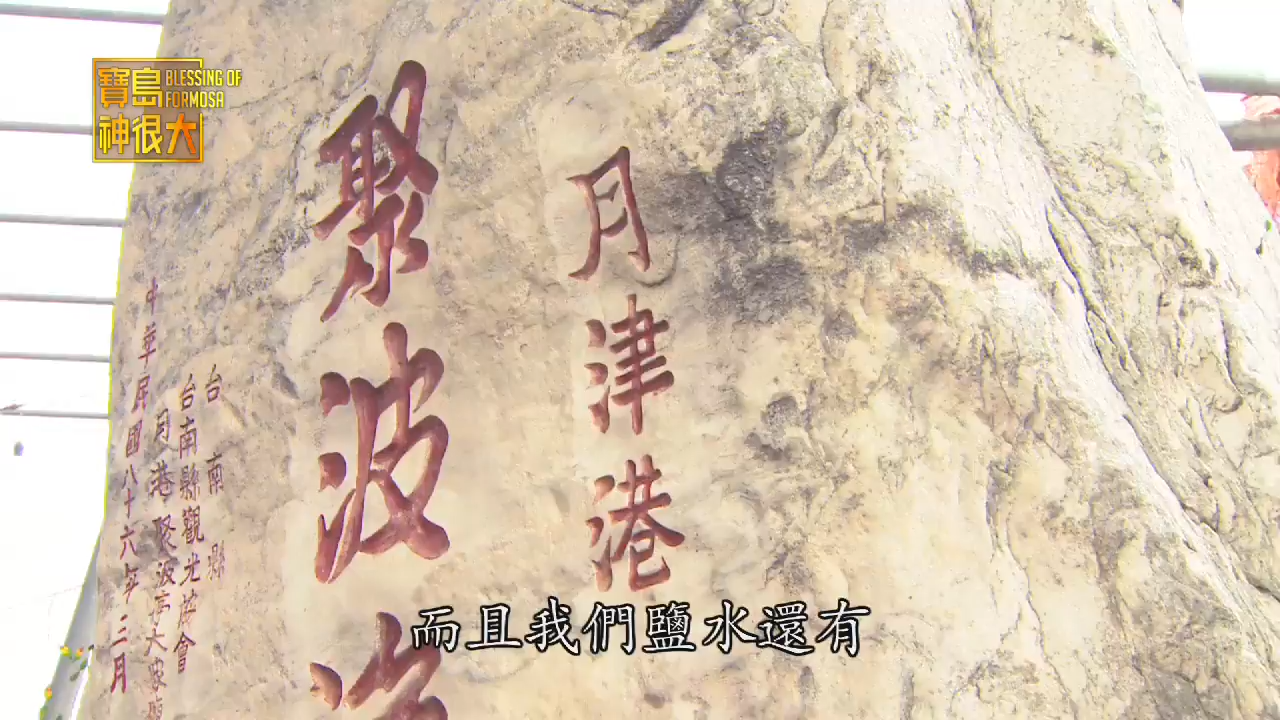 寶島
神很大
BLESSING OF
FORMOSA
月津港
聚波
台南縣
台南縣觀光協會
月港聚波亭大眾
中華民國八十六年三月
而且我們鹽水還有